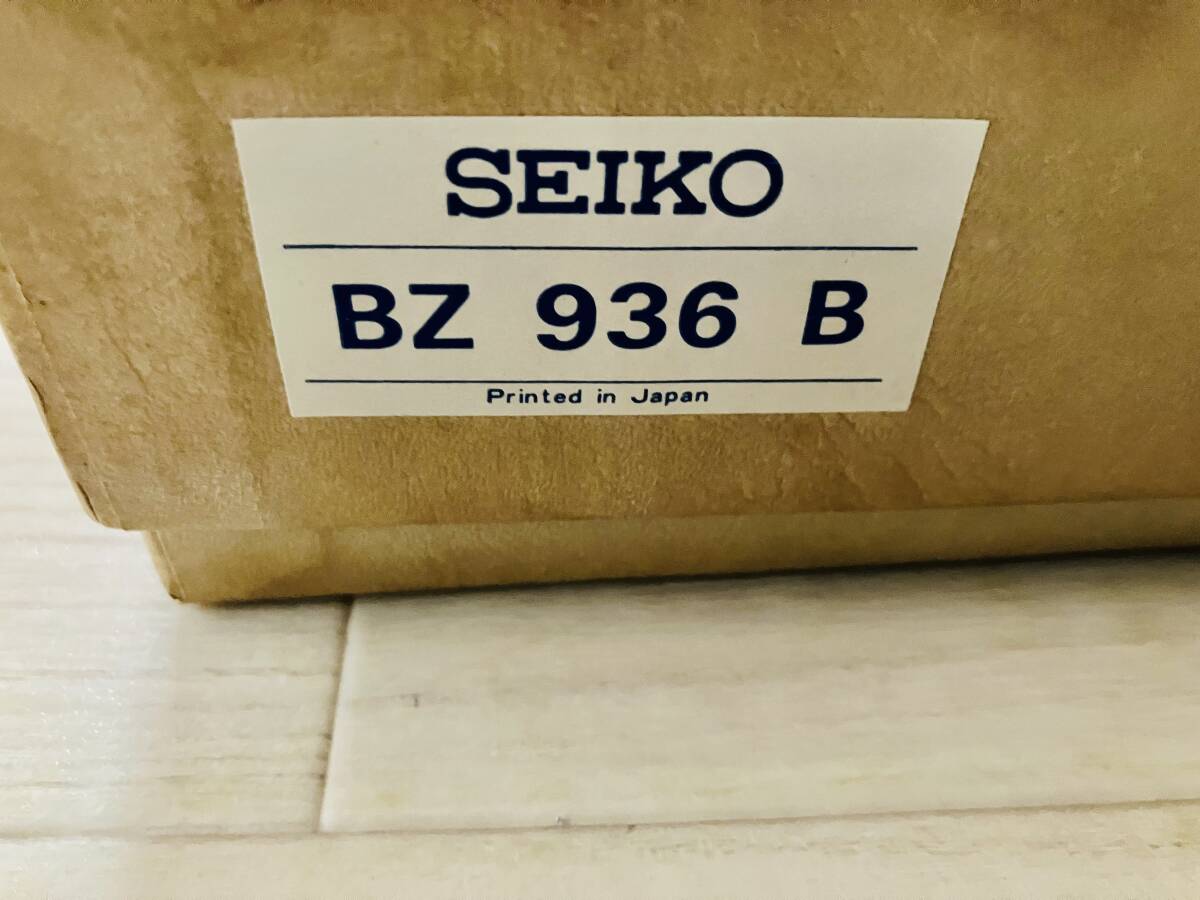 SEIKO
BZ 936 B
Printed in Japan